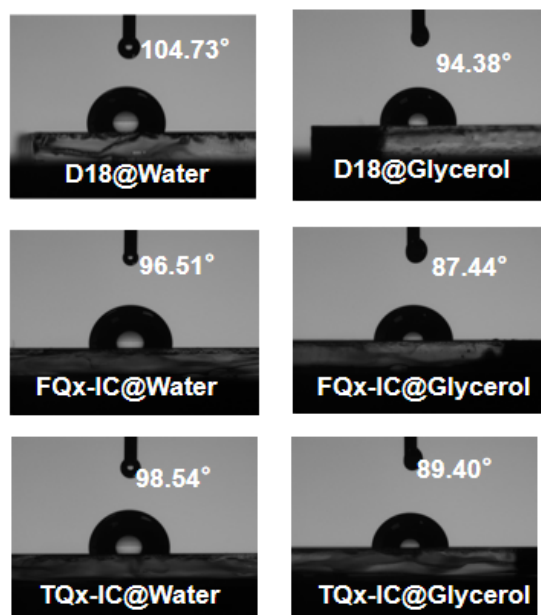 104.73°
94.38°
D18@Water
D18@Glycerol
96.51°
87.44°
FQx-IC@Water
FQx-IC@Glycerol
98.54°
89.40°
TQx-IC@Water
TQx-IC@Glycerol